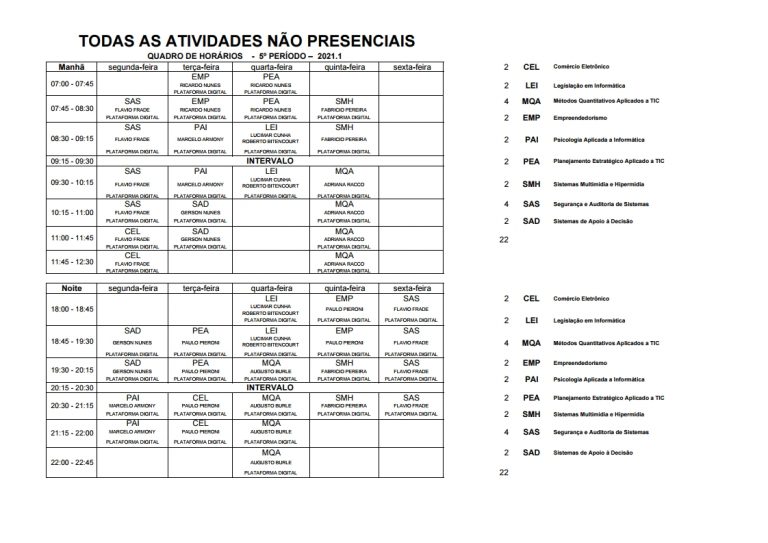 TODAS AS ATIVIDADES NÃO PRESENCIAIS
QUADRO DE HORÁRIOS - 5º PERÍODO – 2021.1
Manhã segunda-feira terça-feira quarta-feira quinta-feira sexta-feira
07:00 - 07:45
EMP PEA
RICARDO NUNES RICARDO NUNES
PLATAFORMA DIGITAL PLATAFORMA DIGITAL
07:45 - 08:30
SAS EMP PEA SMH
FLAVIO FRADE RICARDO NUNES RICARDO NUNES FABRICIO PEREIRA
PLATAFORMA DIGITAL PLATAFORMA DIGITAL PLATAFORMA DIGITAL PLATAFORMA DIGITAL
08:30 - 09:15
SAS PAI LEI SMH
FLAVIO FRADE MARCELO ARMONY LUCIMAR CUNHA ROBERTO BITENCOURT FABRICIO PEREIRA
PLATAFORMA DIGITAL PLATAFORMA DIGITAL PLATAFORMA DIGITAL PLATAFORMA DIGITAL
09:15 - 09:30 INTERVALO
09:30 - 10:15
SAS PAI LEI MQA
FLAVIO FRADE MARCELO ARMONY LUCIMAR CUNHA ROBERTO BITENCOURT ADRIANA RACCO
PLATAFORMA DIGITAL PLATAFORMA DIGITAL PLATAFORMA DIGITAL PLATAFORMA DIGITAL
10:15 - 11:00
SAS SAD MQA
FLAVIO FRADE GERSON NUNES ADRIANA RACCO
PLATAFORMA DIGITAL PLATAFORMA DIGITAL PLATAFORMA DIGITAL
11:00 - 11:45
CEL SAD MQA
FLAVIO FRADE GERSON NUNES ADRIANA RACCO
PLATAFORMA DIGITAL PLATAFORMA DIGITAL PLATAFORMA DIGITAL
11:45 - 12:30
CEL MQA
FLAVIO FRADE ADRIANA RACCO
PLATAFORMA DIGITAL PLATAFORMA DIGITAL
2 CEL Comércio Eletrônico
2 LEI Legislação em Informática
4 MQA Métodos Quantitativos Aplicados a TIC
2 EMP Empreendedorismo
2 PAI Psicologia Aplicada a Informática
2 PEA Planejamento Estratégico Aplicado a TIC
2 SMH Sistemas Multimídia e Hipermídia
4 SAS Segurança e Auditoria de Sistemas
2 SAD Sistemas de Apoio à Decisão
22
Noite segunda-feira terça-feira quarta-feira quinta-feira sexta-feira
18:00 - 18:45
LEI EMP SAS
LUCIMAR CUNHA ROBERTO BITENCOURT PAULO PIERONI FLAVIO FRADE
PLATAFORMA DIGITAL PLATAFORMA DIGITAL PLATAFORMA DIGITAL
18:45 - 19:30
SAD PEA LEI EMP SAS
GERSON NUNES PAULO PIERONI LUCIMAR CUNHA ROBERTO BITENCOURT PAULO PIERONI FLAVIO FRADE
PLATAFORMA DIGITAL PLATAFORMA DIGITAL PLATAFORMA DIGITAL PLATAFORMA DIGITAL PLATAFORMA DIGITAL
19:30 - 20:15
SAD PEA MQA SMH SAS
GERSON NUNES PAULO PIERONI AUGUSTO BURLE FABRICIO PEREIRA FLAVIO FRADE
PLATAFORMA DIGITAL PLATAFORMA DIGITAL PLATAFORMA DIGITAL PLATAFORMA DIGITAL PLATAFORMA DIGITAL
20:15 - 20:30 INTERVALO
20:30 - 21:15
PAI CEL MQA SMH SAS
MARCELO ARMONY PAULO PIERONI AUGUSTO BURLE FABRICIO PEREIRA FLAVIO FRADE
PLATAFORMA DIGITAL PLATAFORMA DIGITAL PLATAFORMA DIGITAL PLATAFORMA DIGITAL PLATAFORMA DIGITAL
21:15 - 22:00
PAI CEL MQA
MARCELO ARMONY PAULO PIERONI AUGUSTO BURLE
PLATAFORMA DIGITAL PLATAFORMA DIGITAL PLATAFORMA DIGITAL
22:00 - 22:45
MQA
AUGUSTO BURLE
PLATAFORMA DIGITAL
2 CEL Comércio Eletrônico
2 LEI Legislação em Informática
4 MQA Métodos Quantitativos Aplicados a TIC
2 EMP Empreendedorismo
2 PAI Psicologia Aplicada a Informática
2 PEA Planejamento Estratégico Aplicado a TIC
2 SMH Sistemas Multimídia e Hipermídia
4 SAS Segurança e Auditoria de Sistemas
2 SAD Sistemas de Apoio à Decisão
22